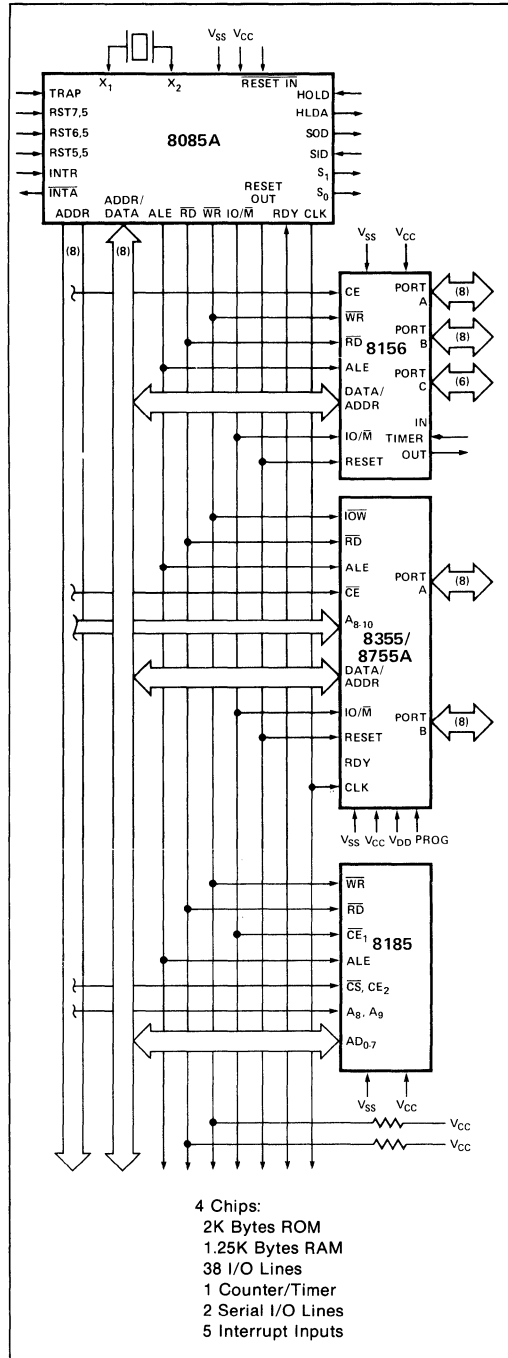 VSS VCC
X1 X2 RESET IN
TRAP HOLD
RST7,5 HLDA
RST6,5 8085A SOD
RST5,5 SID
INTR S1
INTA S0
ADDR ADDR/DATA ALE RD WR IO/M RESET OUT RDY CLK
(8) (8)
VSS VCC
CE PORT A (8)
WR
RD PORT B (8)
8156
ALE PORT C (6)
DATA/ADDR
IN
IO/M TIMER
RESET OUT
IOW
RD
ALE PORT A (8)
CE
A8-10
8355/
8755A
DATA/ADDR
IO/M PORT B (8)
RESET
RDY
CLK
VSS VCC VDD PROG
WR
RD
CE1 8185
ALE
CS, CE2
A8, A9
AD0-7
VSS VCC
VCC
VCC
4 Chips:
2K Bytes ROM
1.25K Bytes RAM
38 I/O Lines
1 Counter/Timer
2 Serial I/O Lines
5 Interrupt Inputs